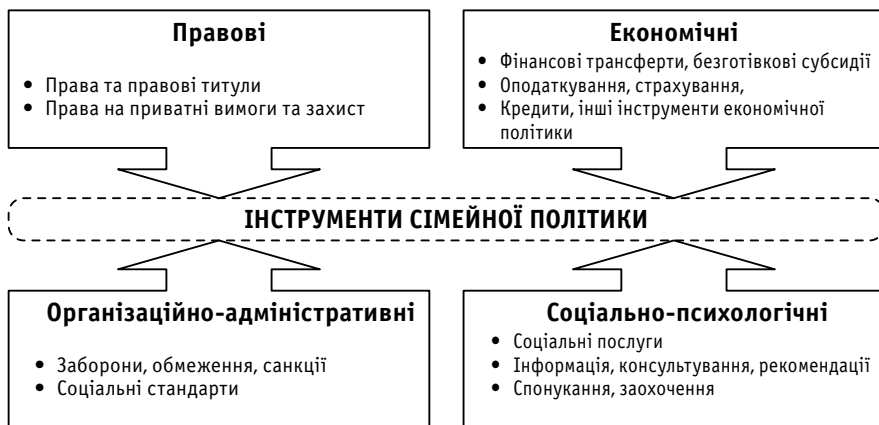 Правові
• Права та правові титули
• Права на приватні вимоги та захист
Економічні
• Фінансові трансферти, безготівкові субсидії
• Оподаткування, страхування,
• Кредити, інші інструменти економічної
політики
ІНСТРУМЕНТИ СІМЕЙНОЇ ПОЛІТИКИ
Організаційно-адміністративні
• Заборони, обмеження, санкції
• Соціальні стандарти
Соціально-психологічні
• Соціальні послуги
• Інформація, консультування, рекомендації
• Спонукання, заохочення